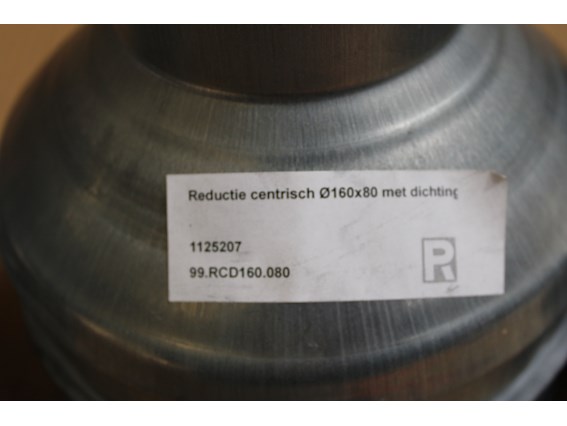 Reductie centrisch Ø160x80 met dichting
1125207
99.RCD160.080
R